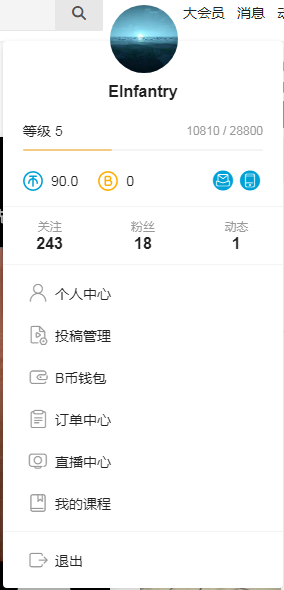 大会员 消息
EInfantry
等级 5 10810 / 28800
90.0 0
关注 粉丝 动态
243 18 1
个人中心
投稿管理
B币钱包
订单中心
直播中心
我的课程
退出